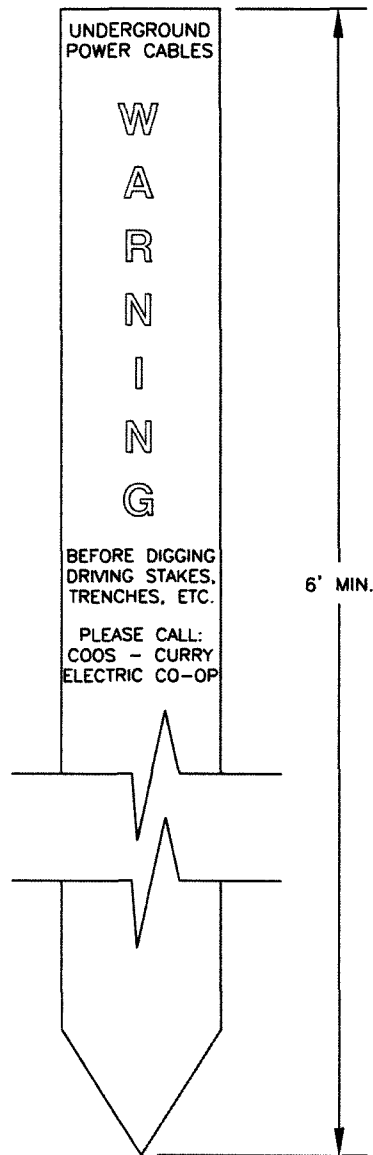 UNDERGROUND
POWER CABLES
W
A
R
N
I
N
G
BEFORE DIGGING
DRIVING STAKES,
TRENCHES, ETC.
PLEASE CALL:
COOS – CURRY
ELECTRIC CO-OP
6' MIN.